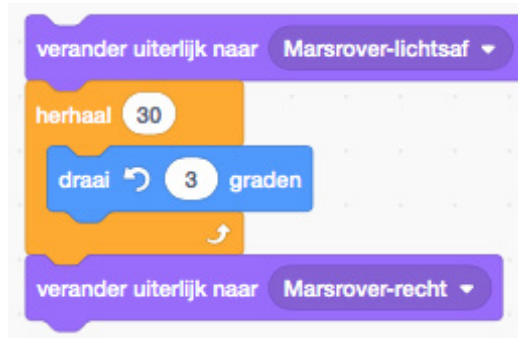 verander uiterlijk naar Marsrover-lichtsaf
herhaal 30
draai 3 graden
verander uiterlijk naar Marsrover-recht